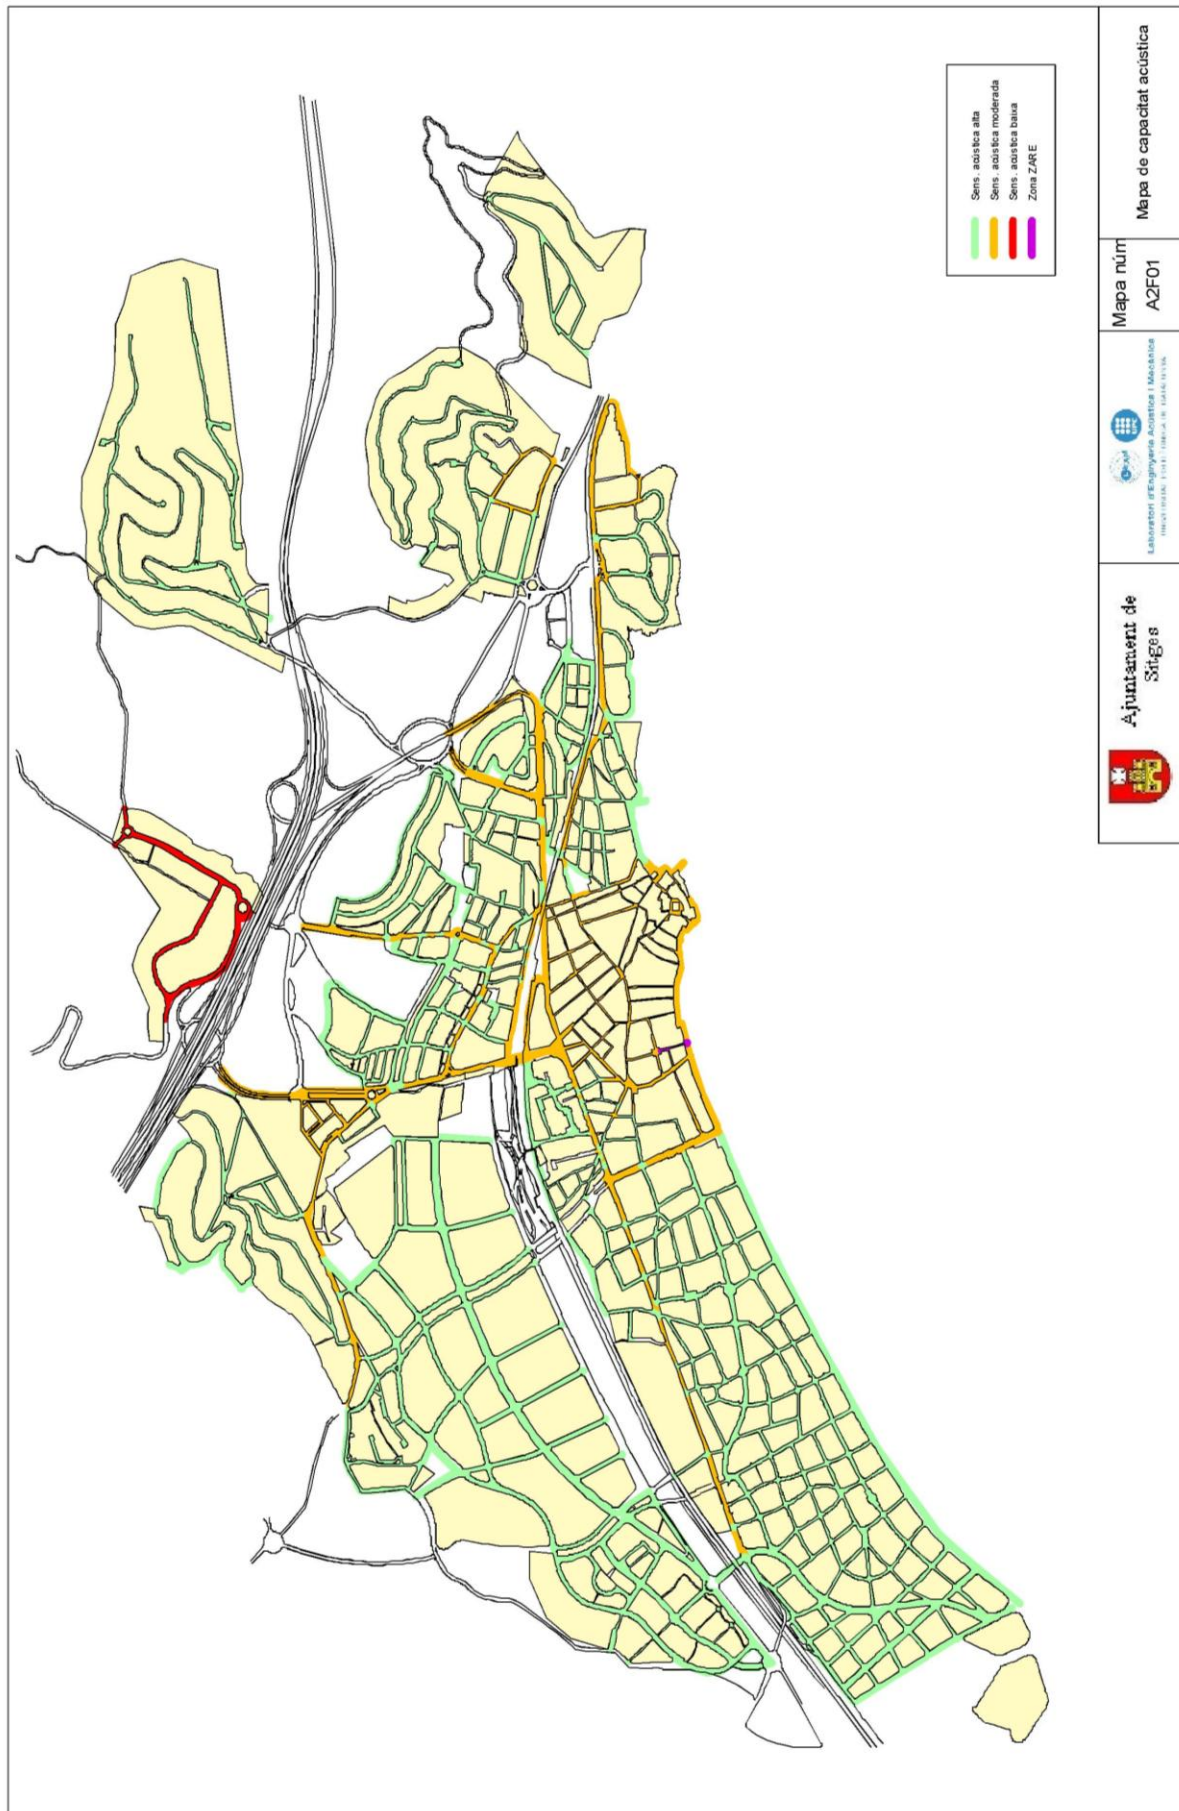 Sens. acústica alta
Sens. acústica moderada
Sens. acústica baixa
Zona ZARE
Ajuntament de
Sitges
Laboratori d'Enginyeria Acústica i Mecànica
Mapa núm
A2F01
Mapa de capacitat acústica